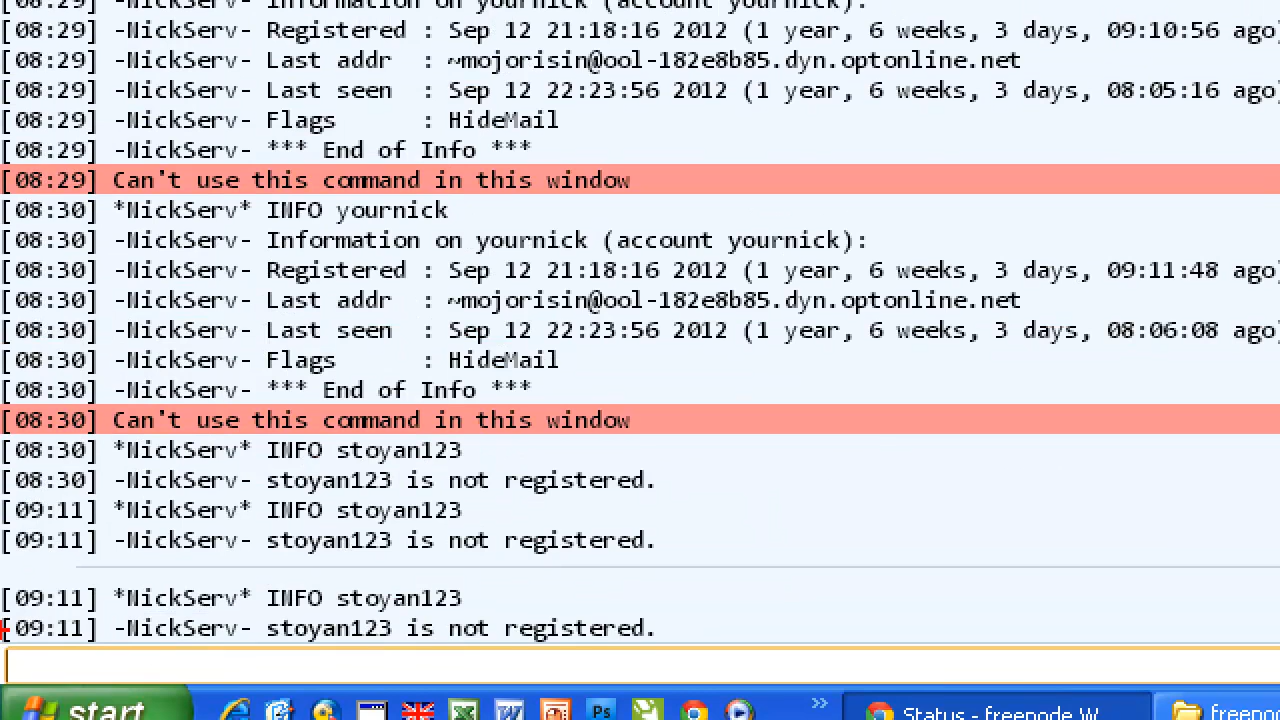 [08:29] -NickServ- Information on yournick (account yournick):
[08:29] -NickServ- Registered : Sep 12 21:18:16 2012 (1 year, 6 weeks, 3 days, 09:10:56 ago
[08:29] -NickServ- Last addr  : ~mojorisin@ool-182e8b85.dyn.optonline.net
[08:29] -NickServ- Last seen  : Sep 12 22:23:56 2012 (1 year, 6 weeks, 3 days, 08:05:16 ago
[08:29] -NickServ- Flags      : HideMail
[08:29] -NickServ- *** End of Info ***
[08:29] Can't use this command in this window
[08:30] *NickServ* INFO yournick
[08:30] -NickServ- Information on yournick (account yournick):
[08:30] -NickServ- Registered : Sep 12 21:18:16 2012 (1 year, 6 weeks, 3 days, 09:11:48 ago
[08:30] -NickServ- Last addr  : ~mojorisin@ool-182e8b85.dyn.optonline.net
[08:30] -NickServ- Last seen  : Sep 12 22:23:56 2012 (1 year, 6 weeks, 3 days, 08:06:08 ago
[08:30] -NickServ- Flags      : HideMail
[08:30] -NickServ- *** End of Info ***
[08:30] Can't use this command in this window
[08:30] *NickServ* INFO stoyan123
[08:30] -NickServ- stoyan123 is not registered.
[09:11] *NickServ* INFO stoyan123
[09:11] -NickServ- stoyan123 is not registered.
[09:11] *NickServ* INFO stoyan123
[09:11] -NickServ- stoyan123 is not registered.
start Ps » Status - freenode W freenc